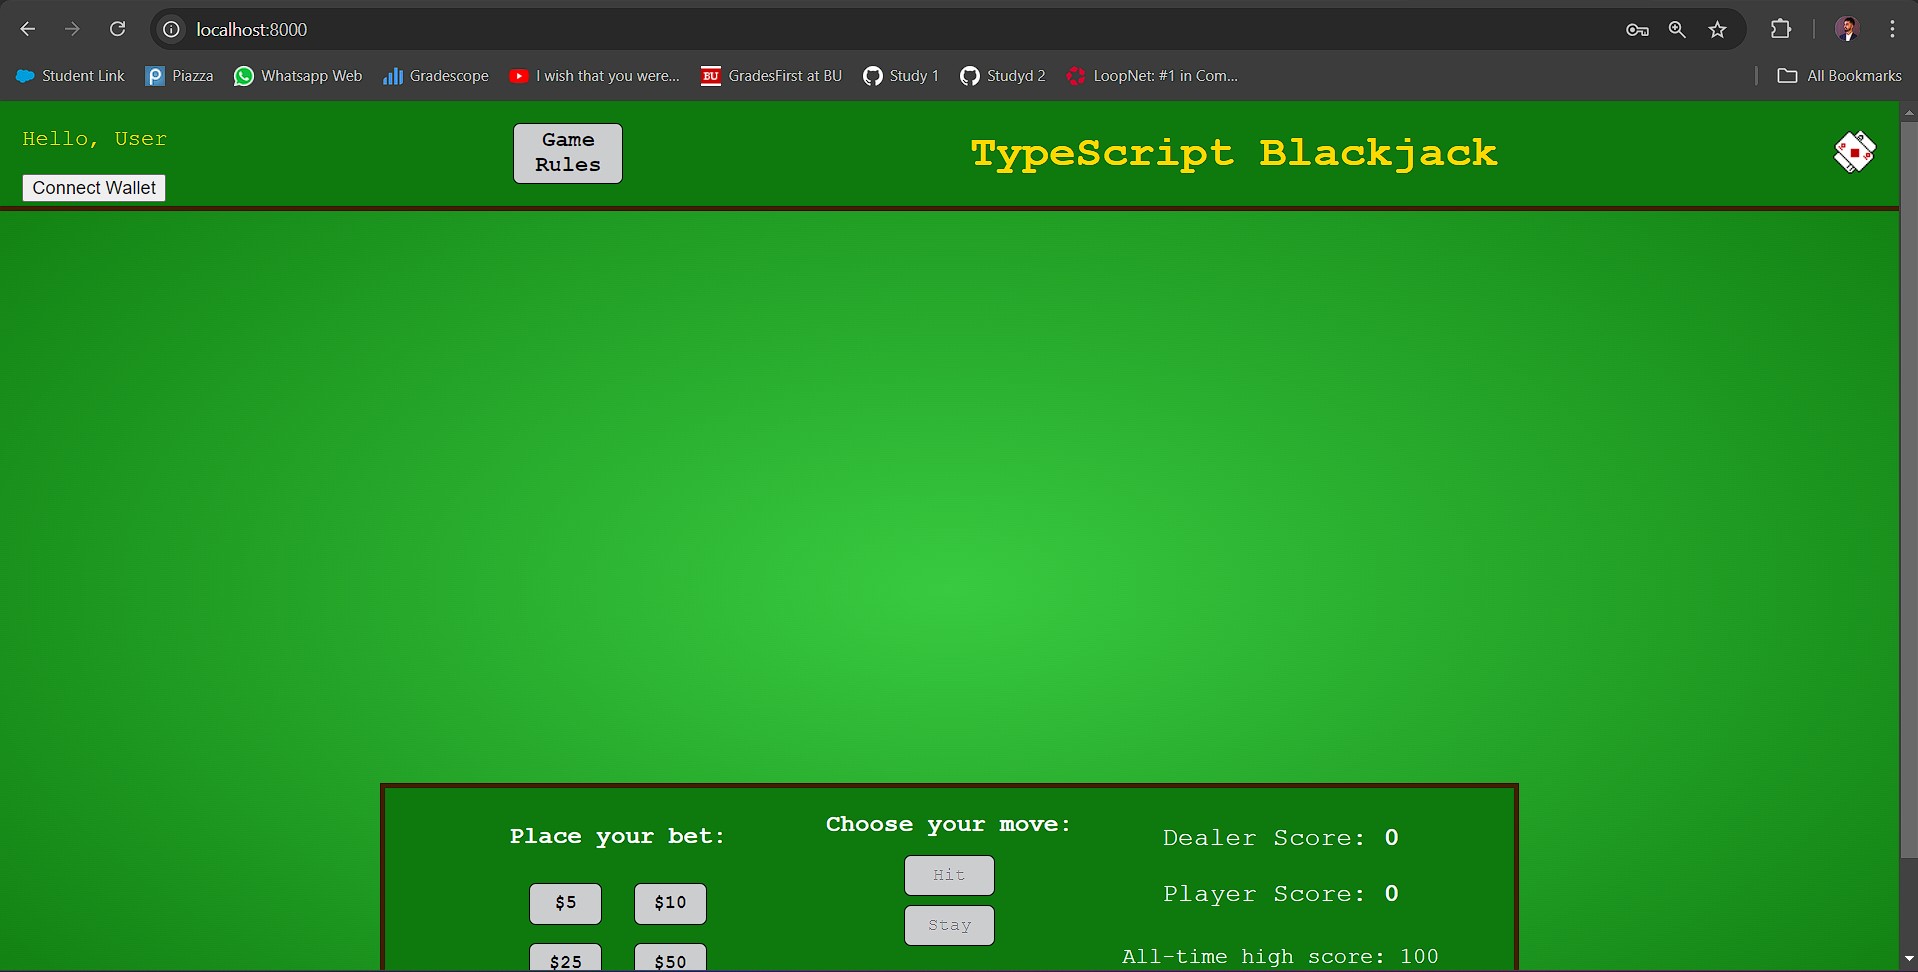 localhost:8000
Student Link
Piazza
Whatsapp Web
Gradescope
I wish that you were...
BU
GradesFirst at BU
Study 1
Studyd 2
LoopNet: #1 in Com...
All Bookmarks
Hello, User
Connect Wallet
Game
Rules
TypeScript Blackjack
Place your bet:
$5
$10
$25
$50
Choose your move:
Hit
Stay
Dealer Score: 0
Player Score: 0
All-time high score: 100